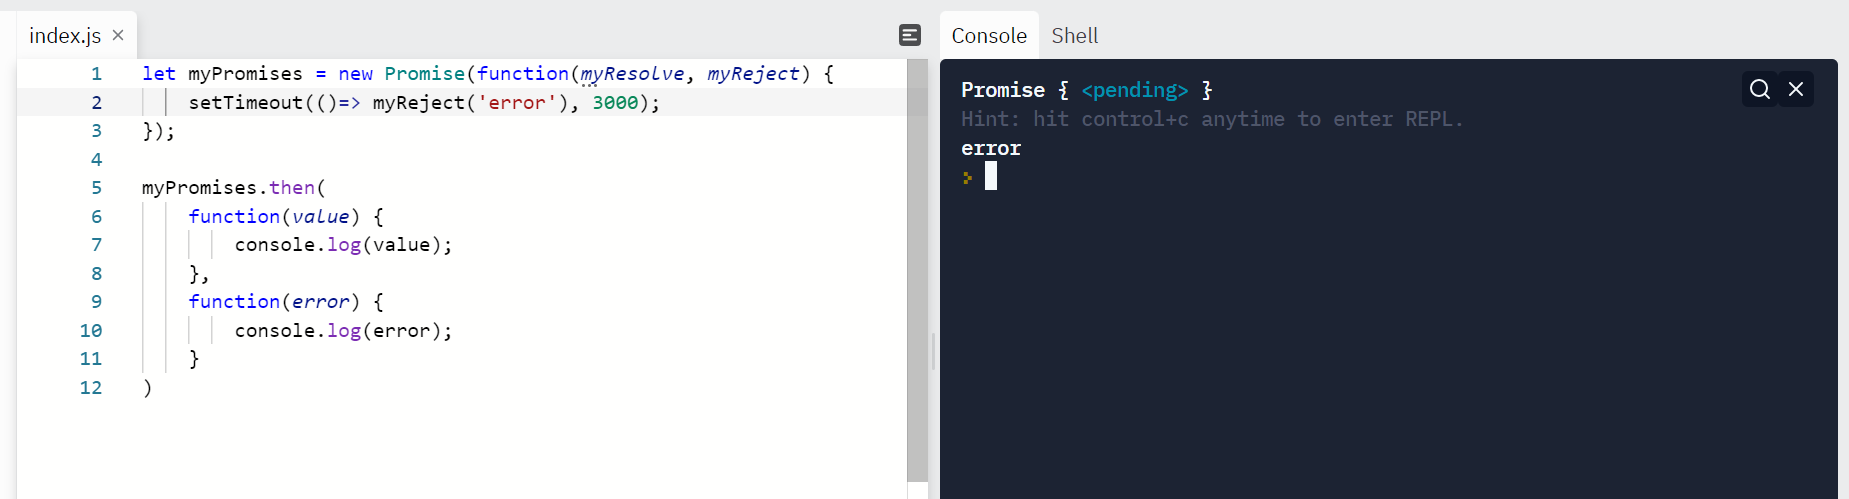 index.js ×
1 let myPromises = new Promise(function(myResolve, myReject) {
2 setTimeout(()=> myReject('error'), 3000);
3 });
4
5 myPromises.then(
6 function(value) {
7 console.log(value);
8 },
9 function(error) {
10 console.log(error);
11 }
12 )
Console Shell
Promise { <pending> }
Hint: hit control+c anytime to enter REPL.
error
>